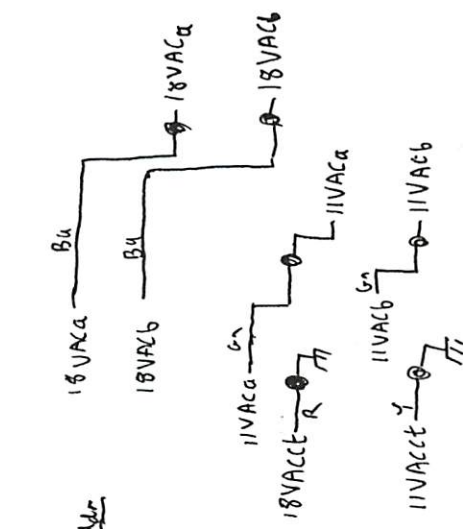 18VACa
Bu
18VACa
18VACb
Bu
18VACb
11VACa
Gn
11VACa
18VACct
R
11VACb
Gn
11VACb
11VACct
Y